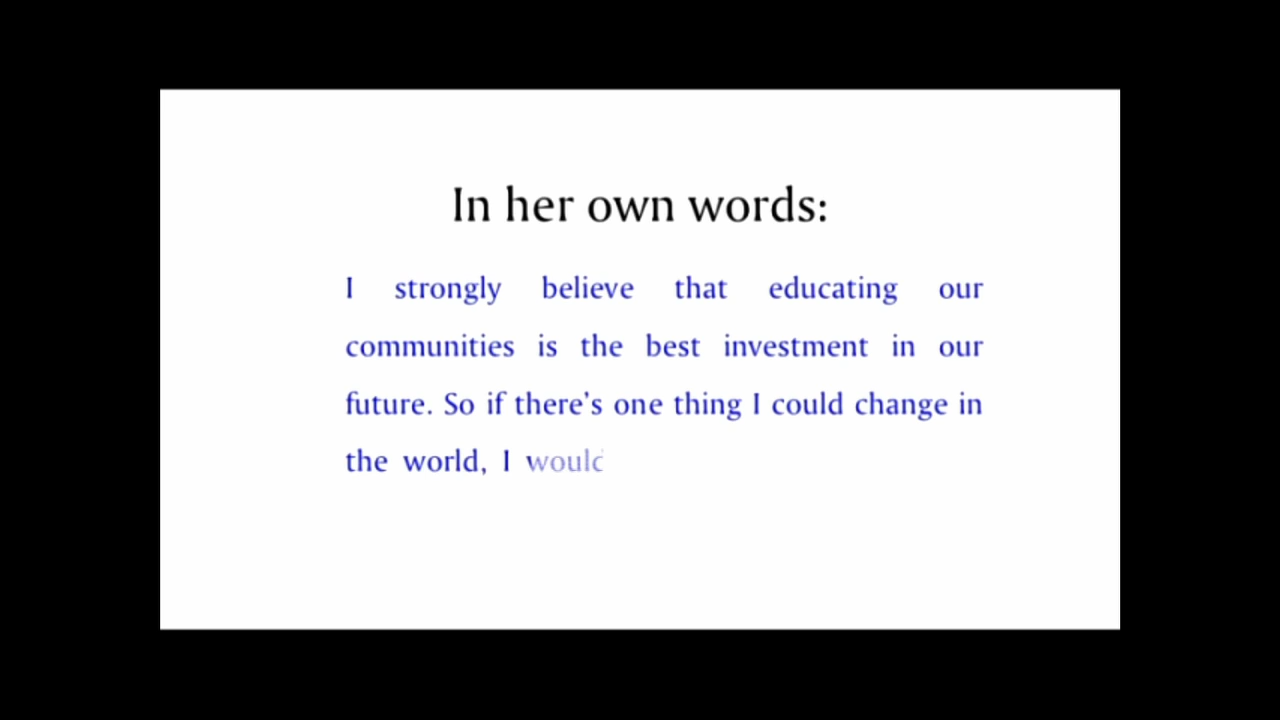 In her own words:
I strongly believe that educating our
communities is the best investment in our
future. So if there's one thing I could change in
the world, I would